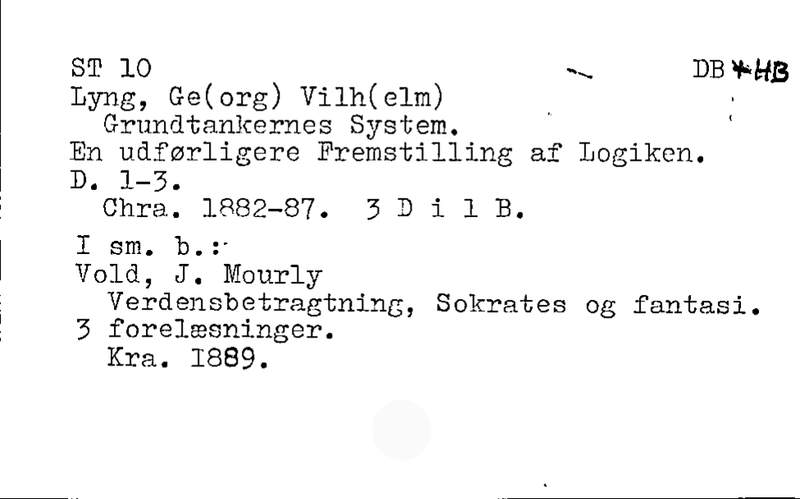 ST 10 DB *HB
Lyng, Ge(org) Vilh(elm)
Grundtankernes System.
En udførligere Fremstilling af Logiken.
D. 1-3.
Chra. 1882-87. 3 D i 1 B.
I sm. b.:-
Vold, J. Mourly
Verdensbetragtning, Sokrates og fantasi.
3 forelæsninger.
Kra. 1889.